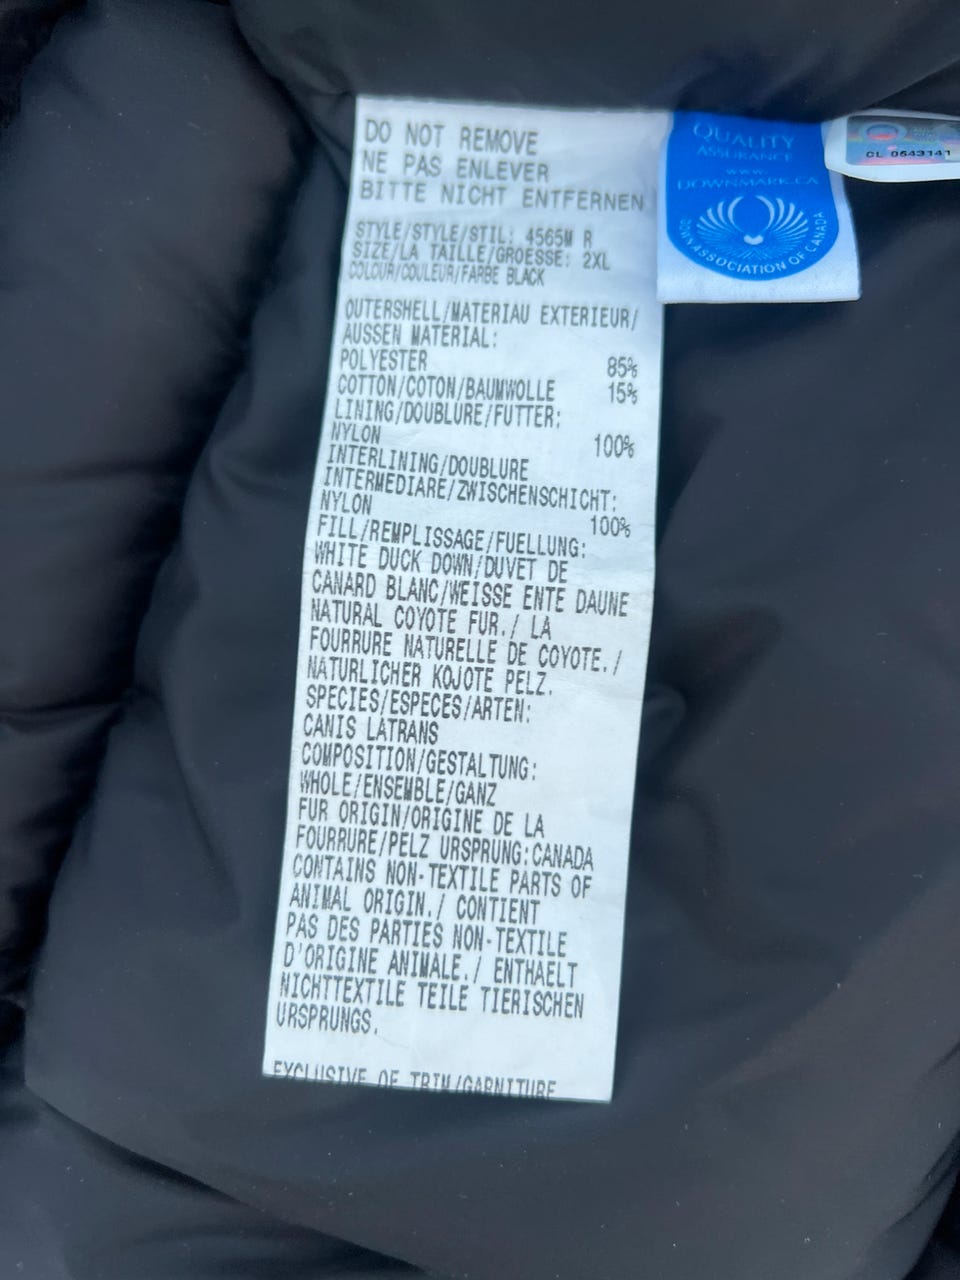 DO NOT REMOVE
NE PAS ENLEVER
BITTE NICHT ENTFERNEN
STYLE/STYLE/STIL: 4565M R
SIZE/LA TAILLE/GROESSE: 2XL
COLOUR/COULEUR/FARBE BLACK
OUTERSHELL/MATERIAU EXTERIEUR/
AUSSEN MATERIAL:
POLYESTER 85%
COTTON/COTON/BAUMWOLLE 15%
LINING/DOUBLURE/FUTTER:
NYLON 100%
INTERLINING/DOUBLURE
INTERMEDIARE/ZWISCHENSCHICHT:
NYLON 100%
FILL/REMPLISSAGE/FUELLUNG:
WHITE DUCK DOWN/DUVET DE
CANARD BLANC/WEISSE ENTE DAUNE
NATURAL COYOTE FUR./ LA
FOURRURE NATURELLE DE COYOTE./
NATURLICHER KOJOTE PELZ.
SPECIES/ESPECES/ARTEN:
CANIS LATRANS
COMPOSITION/GESTALTUNG:
WHOLE/ENSEMBLE/GANZ
FUR ORIGIN/ORIGINE DE LA
FOURRURE/PELZ URSPRUNG:CANADA
CONTAINS NON-TEXTILE PARTS OF
ANIMAL ORIGIN./ CONTIENT
PAS DES PARTIES NON-TEXTILE
D'ORIGINE ANIMALE./ ENTHAELT
NICHTTEXTILE TEILE TIERISCHEN
URSPRUNGS.
EXCLUSIVE OF TRIM/GARNITURE
QUALITY
ASSURANCE
www.
DOWNMARK.CA
DOWN ASSOCIATION OF CANADA
CL 0543141